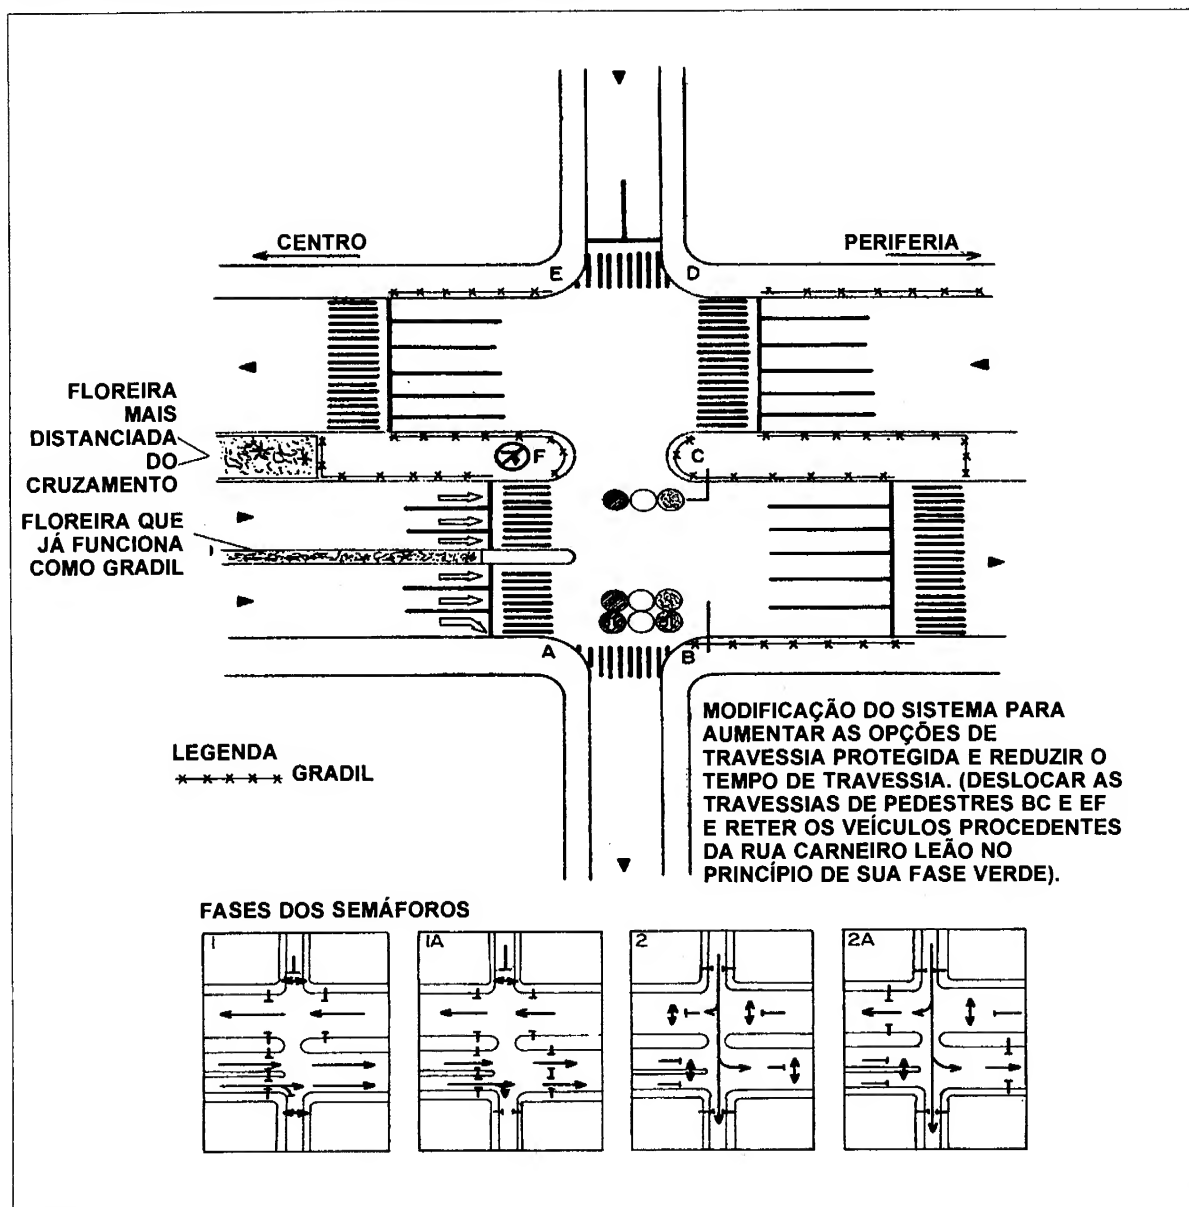 CENTRO
PERIFERIA
E
D
FLOREIRA
MAIS
DISTANCIADA
DO
CRUZAMENTO
F
C
FLOREIRA QUE
JÁ FUNCIONA
COMO GRADIL
A
B
LEGENDA
GRADIL
MODIFICAÇÃO DO SISTEMA PARA
AUMENTAR AS OPÇÕES DE
TRAVESSIA PROTEGIDA E REDUZIR O
TEMPO DE TRAVESSIA. (DESLOCAR AS
TRAVESSIAS DE PEDESTRES BC E EF
E RETER OS VEÍCULOS PROCEDENTES
DA RUA CARNEIRO LEÃO NO
PRINCÍPIO DE SUA FASE VERDE).
FASES DOS SEMÁFOROS
1
1A
2
2A